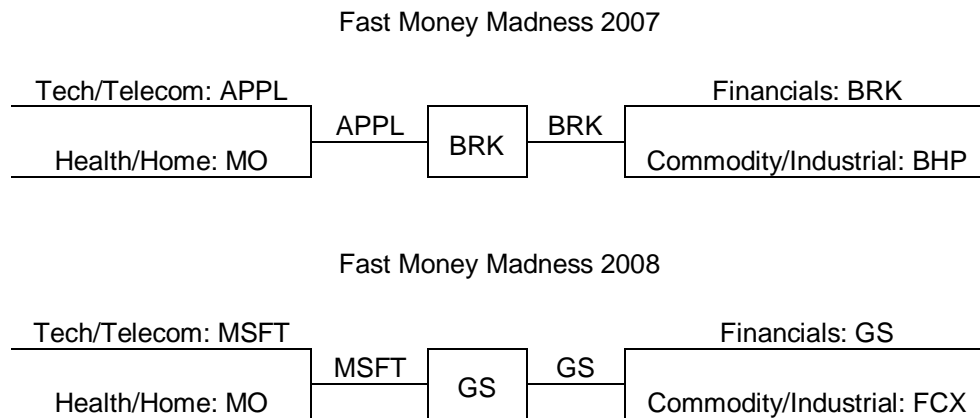 Fast Money Madness 2007
Tech/Telecom: APPL
Financials: BRK
APPL
BRK
BRK
Health/Home: MO
Commodity/Industrial: BHP
Fast Money Madness 2008
Tech/Telecom: MSFT
Financials: GS
MSFT
GS
GS
Health/Home: MO
Commodity/Industrial: FCX